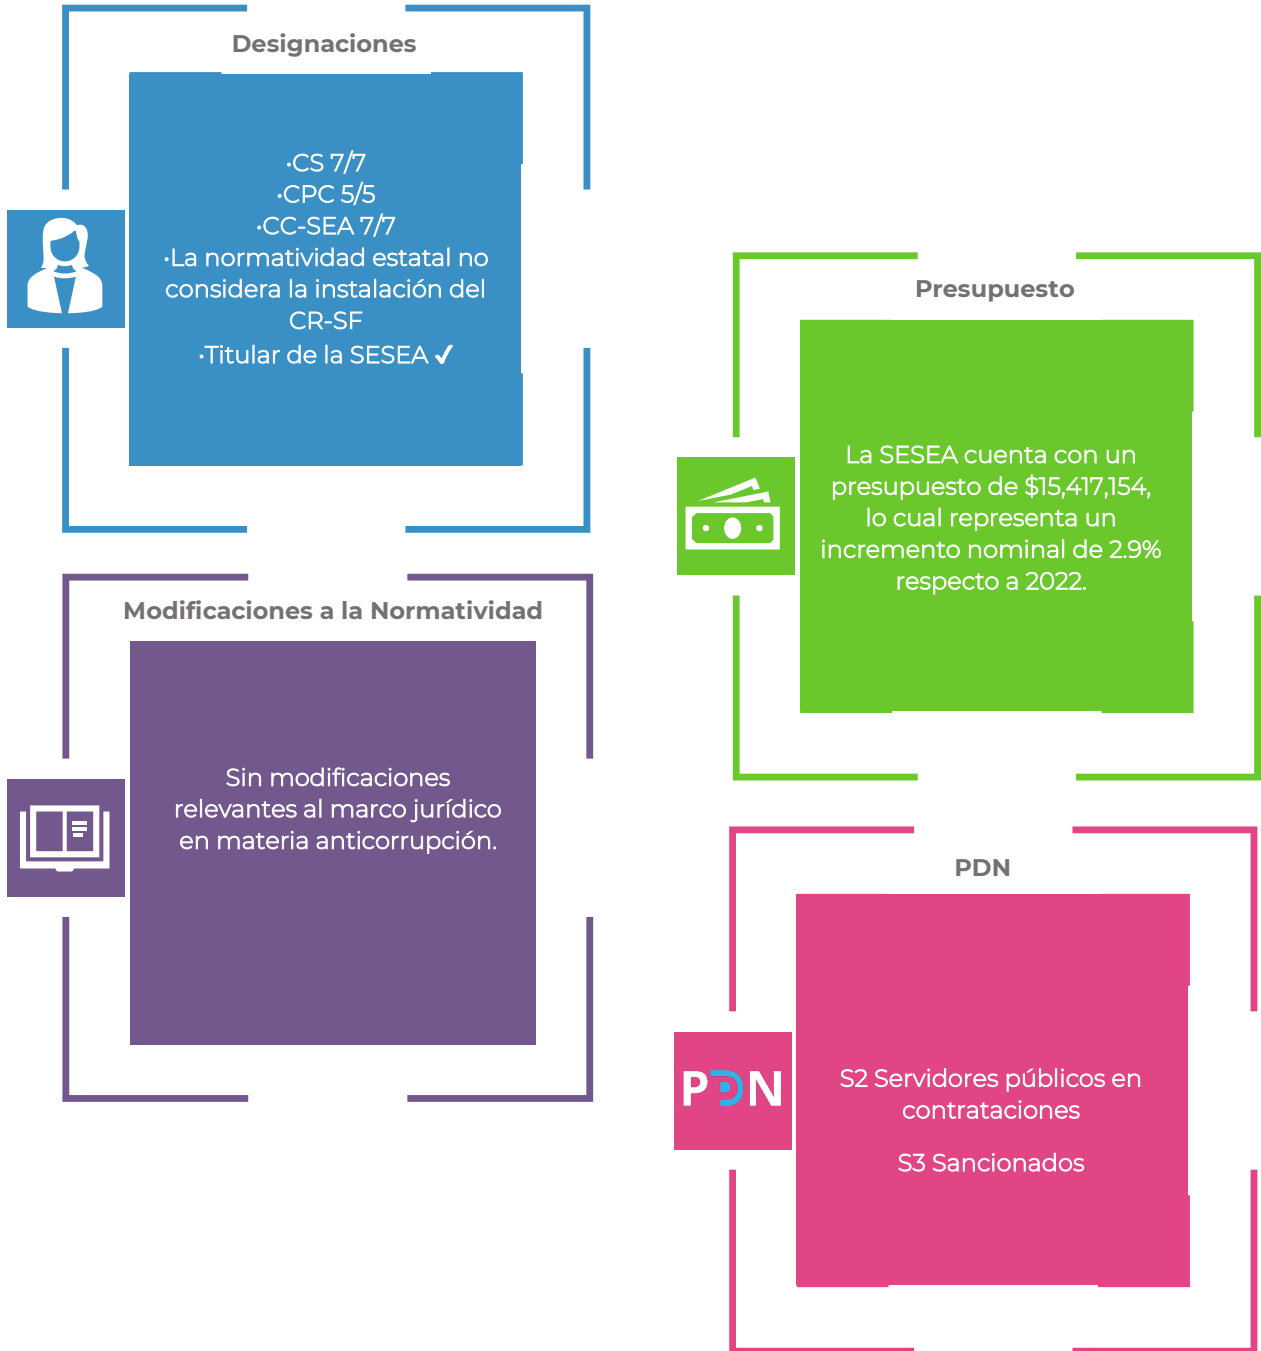 Designaciones
•CS 7/7
•CPC 5/5
•CC-SEA 7/7
•La normatividad estatal no
considera la instalación del
CR-SF
•Titular de la SESEA ✔
Presupuesto
La SESEA cuenta con un
presupuesto de $15,417,154,
lo cual representa un
incremento nominal de 2.9%
respecto a 2022.
Modificaciones a la Normatividad
Sin modificaciones
relevantes al marco jurídico
en materia anticorrupción.
PDN
PDN
S2 Servidores públicos en
contrataciones
S3 Sancionados